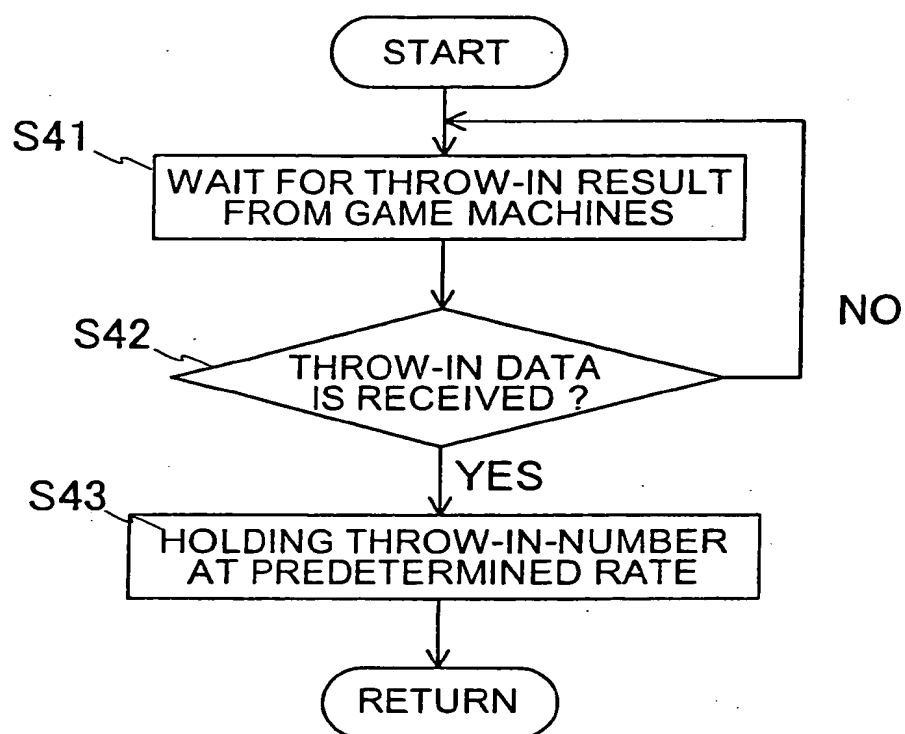 START
S41
WAIT FOR THROW-IN RESULT
FROM GAME MACHINES
NO
S42
THROW-IN DATA
IS RECEIVED ?
YES
S43
HOLDING THROW-IN-NUMBER
AT PREDETERMINED RATE
RETURN